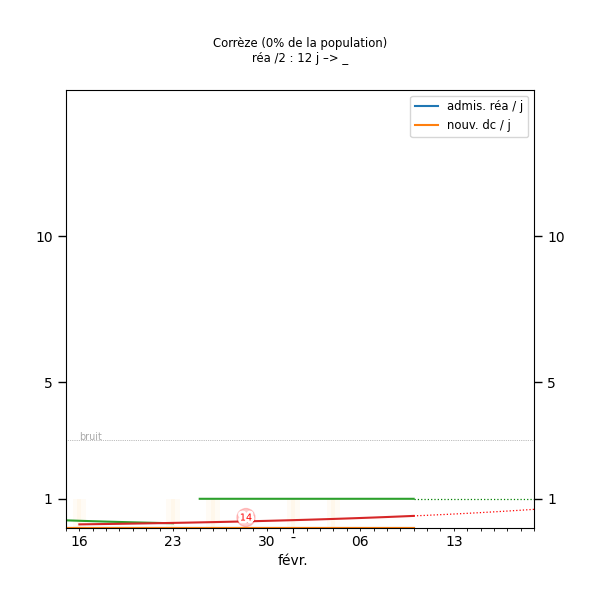 Corrèze (0% de la population)
réa /2 : 12 j –> _
admis. réa / j
nouv. dc / j
10 10
5 5
bruit
1 1
14
16 23 30 - 06 13
févr.